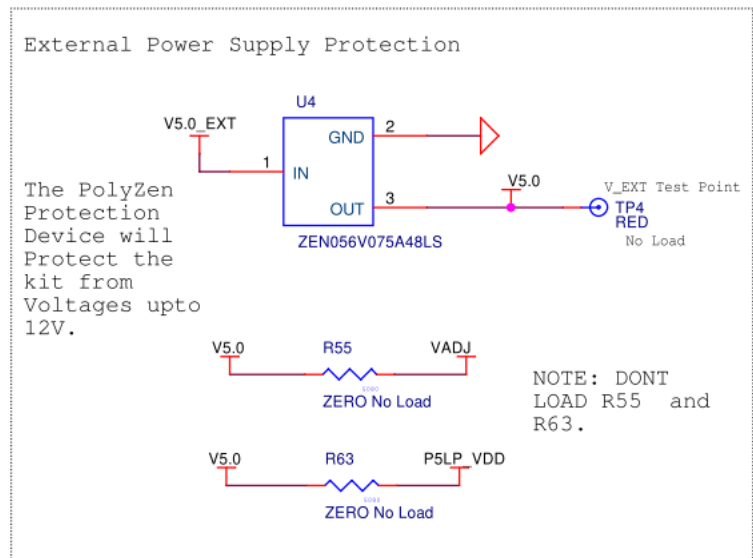 External Power Supply Protection
U4
V5.0_EXT
GND
2
1
IN
V5.0
V_EXT Test Point
The PolyZen
Protection
Device will
Protect the
kit from
Voltages upto
12V.
OUT
3
TP4
RED
No Load
ZEN056V075A48LS
V5.0
R55
VADJ
ZERO No Load
NOTE: DONT
LOAD R55 and
R63.
V5.0
R63
P5LP_VDD
ZERO No Load